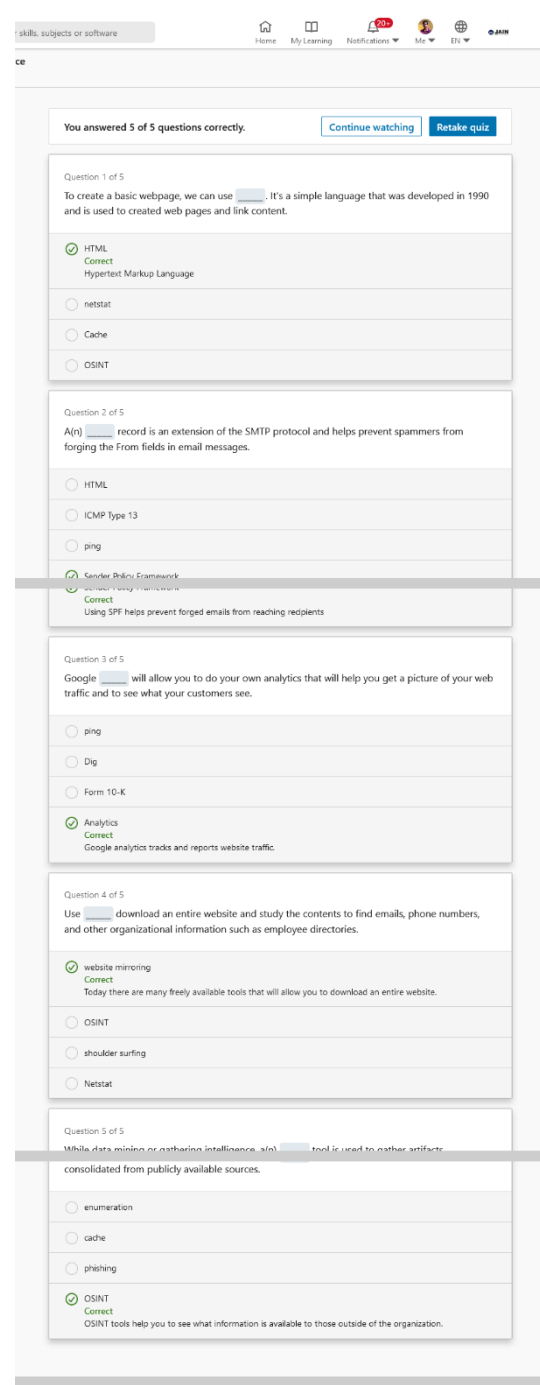 r skills, subjects or software
20+
Home My Learning Notifications Me EN JAIN
ce
You answered 5 of 5 questions correctly. Continue watching Retake quiz
Question 1 of 5
To create a basic webpage, we can use _____ . It's a simple language that was developed in 1990
and is used to created web pages and link content.
HTML
Correct
Hypertext Markup Language
netstat
Cache
OSINT
Question 2 of 5
A(n) _____ record is an extension of the SMTP protocol and helps prevent spammers from
forging the From fields in email messages.
HTML
ICMP Type 13
ping
Sender Policy Framework
Sender Policy Framework
Correct
Using SPF helps prevent forged emails from reaching recipients
Question 3 of 5
Google _____ will allow you to do your own analytics that will help you get a picture of your web
traffic and to see what your customers see.
ping
Dig
Form 10-K
Analytics
Correct
Google analytics tracks and reports website traffic.
Question 4 of 5
Use _____ download an entire website and study the contents to find emails, phone numbers,
and other organizational information such as employee directories.
website mirroring
Correct
Today there are many freely available tools that will allow you to download an entire website.
OSINT
shoulder surfing
Netstat
Question 5 of 5
While data mining or gathering intelligence, a(n) _____ tool is used to gather artifacts
consolidated from publicly available sources.
enumeration
cache
phishing
OSINT
Correct
OSINT tools help you to see what information is available to those outside of the organization.